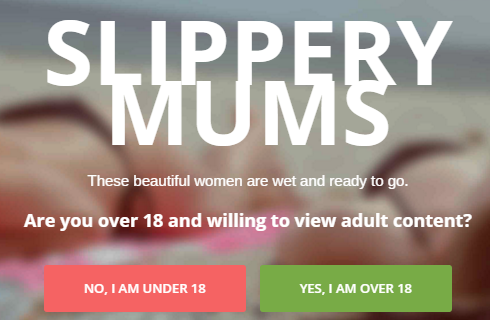 SLIPPERY
MUMS
These beautiful women are wet and ready to go.
Are you over 18 and willing to view adult content?
NO, I AM UNDER 18
YES, I AM OVER 18